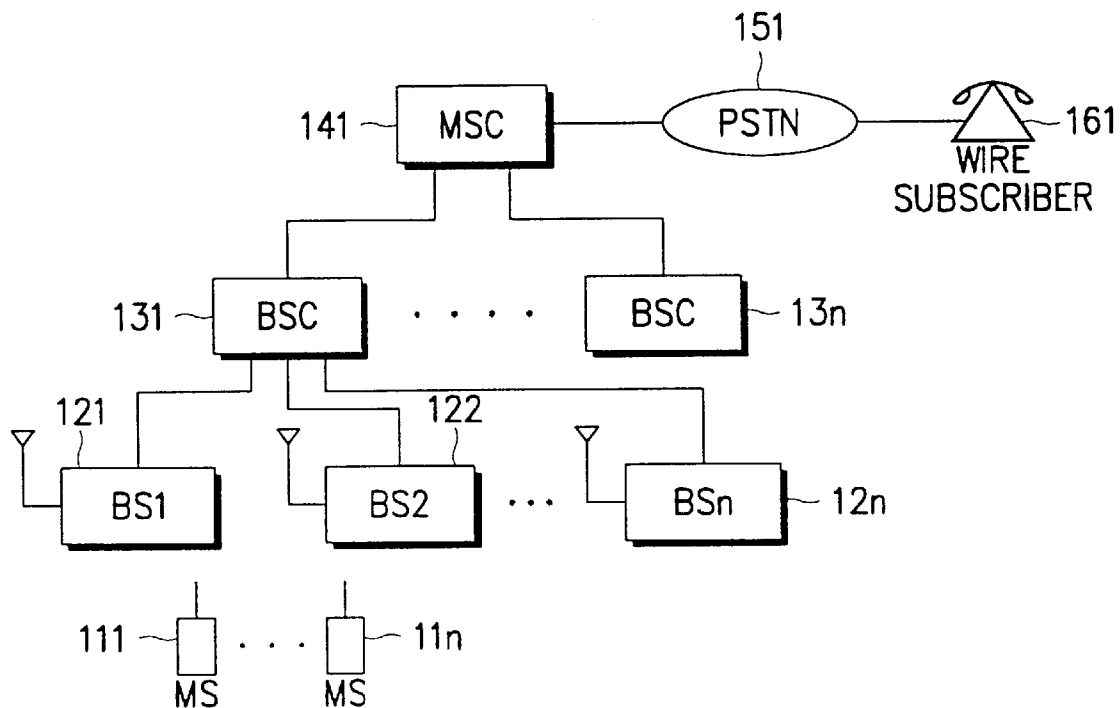 151
141
MSC
PSTN
161
WIRE
SUBSCRIBER
131
BSC
. . . .
BSC
13n
121
122
BS1
BS2
...
BSn
12n
111
. . .
11n
MS
MS